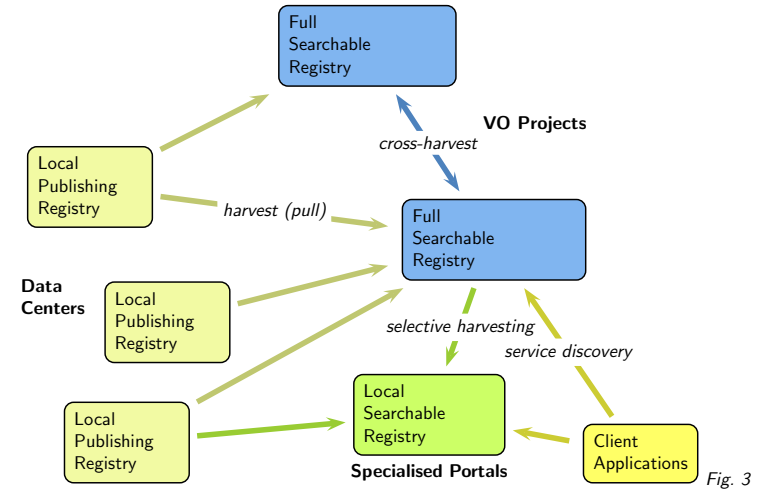 Full
Searchable
Registry
VO Projects
cross-harvest
Local
Publishing
Registry
harvest (pull)
Full
Searchable
Registry
Data
Centers
Local
Publishing
Registry
selective harvesting
service discovery
Local
Searchable
Registry
Local
Publishing
Registry
Client
Applications
Specialised Portals
Fig. 3